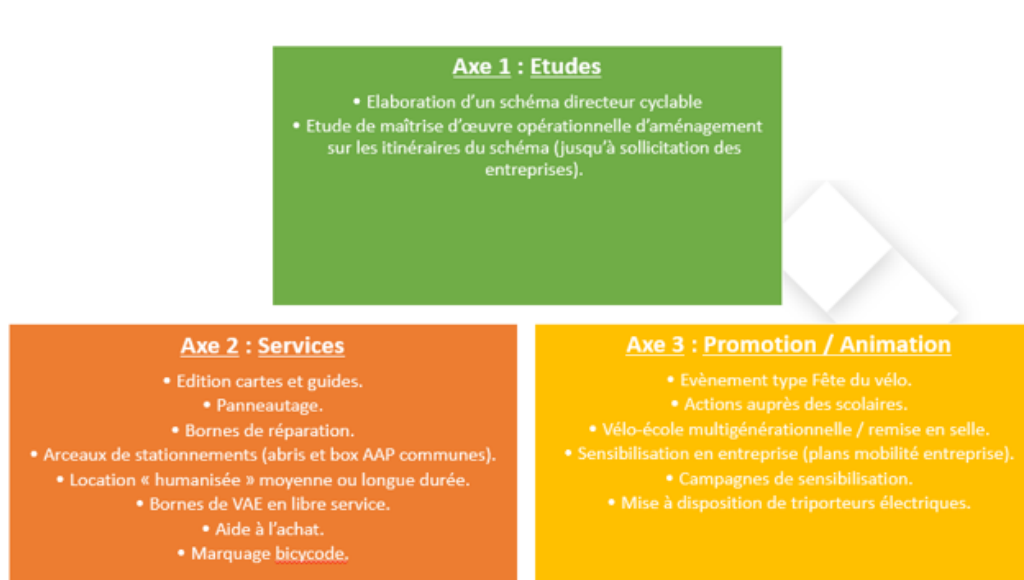 Axe 1 : Etudes
• Elaboration d’un schéma directeur cyclable
• Etude de maîtrise d’œuvre opérationnelle d’aménagement
sur les itinéraires du schéma (jusqu’à sollicitation des
entreprises).
Axe 2 : Services
• Edition cartes et guides.
• Panneautage.
• Bornes de réparation.
• Arceaux de stationnements (abris et box AAP communes).
• Location « humanisée » moyenne ou longue durée.
• Bornes de VAE en libre service.
• Aide à l’achat.
• Marquage bicycode.
Axe 3 : Promotion / Animation
• Evènement type Fête du vélo.
• Actions auprès des scolaires.
• Vélo-école multigénérationnelle / remise en selle.
• Sensibilisation en entreprise (plans mobilité entreprise).
• Campagnes de sensibilisation.
• Mise à disposition de triporteurs électriques.